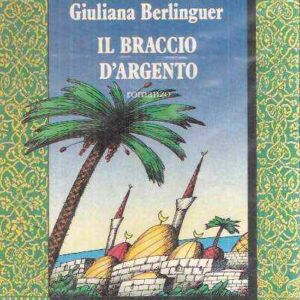 Giuliana Berlinguer
IL BRACCIO
D'ARGENTO
romanzo